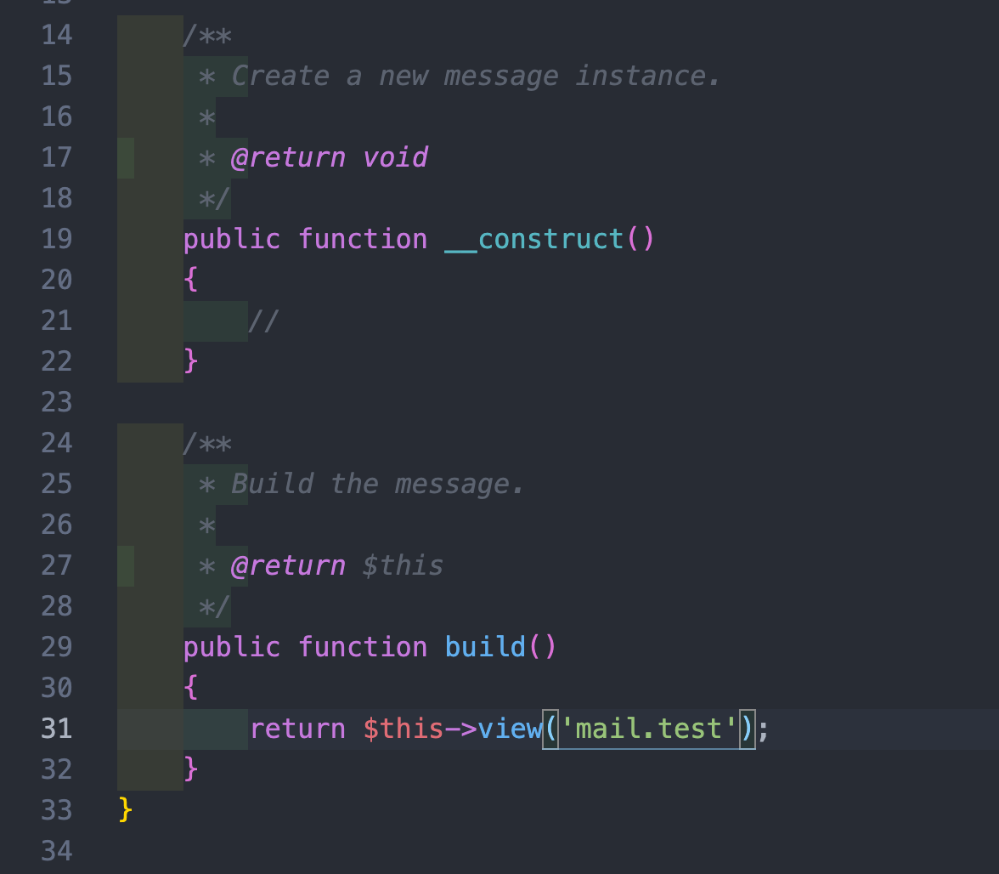 14 /**
15 * Create a new message instance.
16 *
17 * @return void
18 */
19 public function __construct()
20 {
21 //
22 }
23
24 /**
25 * Build the message.
26 *
27 * @return $this
28 */
29 public function build()
30 {
31 return $this->view('mail.test');
32 }
33 }
34